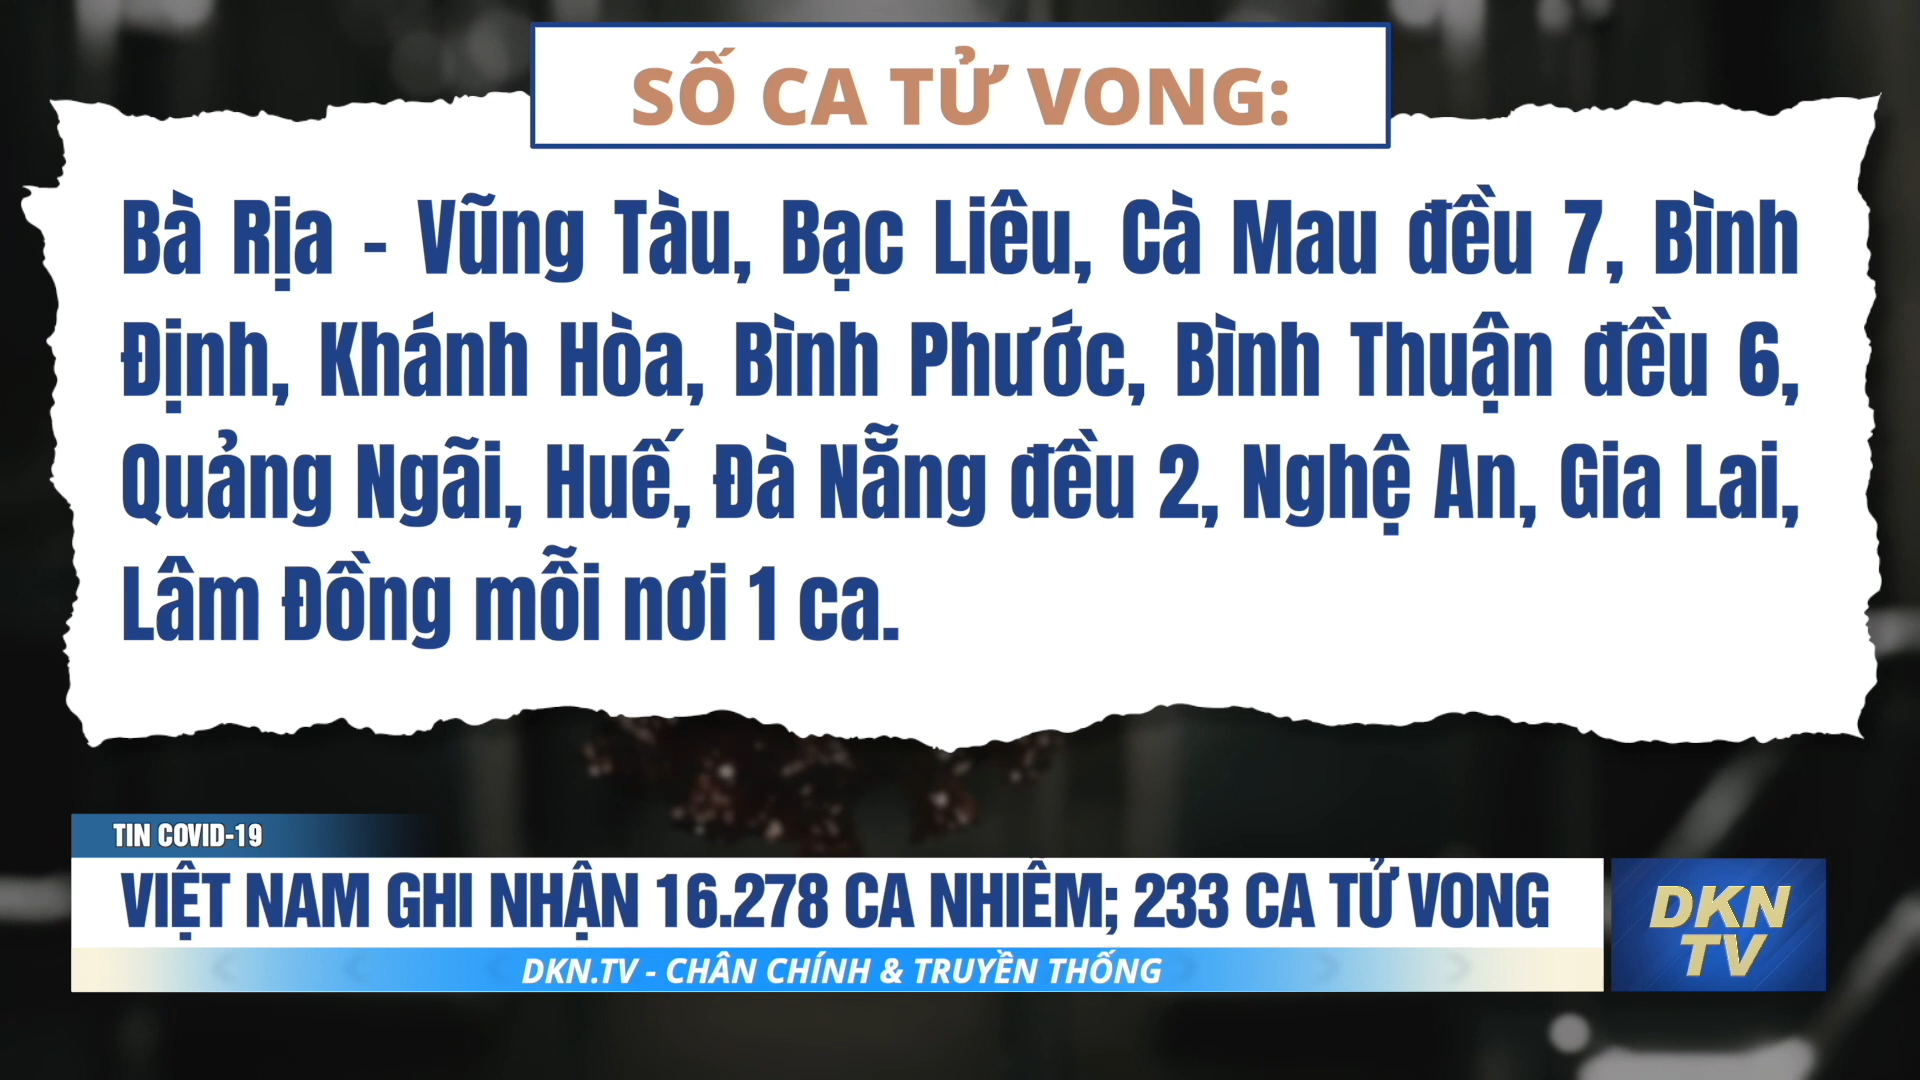 SỐ CA TỬ VONG:
Bà Rịa - Vũng Tàu, Bạc Liêu, Cà Mau đều 7, Bình
Định, Khánh Hòa, Bình Phước, Bình Thuận đều 6,
Quảng Ngãi, Huế, Đà Nẵng đều 2, Nghệ An, Gia Lai,
Lâm Đồng mỗi nơi 1 ca.
TIN COVID-19
VIỆT NAM GHI NHẬN 16.278 CA NHIỄM; 233 CA TỬ VONG
DKN.TV - CHÂN CHÍNH & TRUYỀN THỐNG
DKN
TV